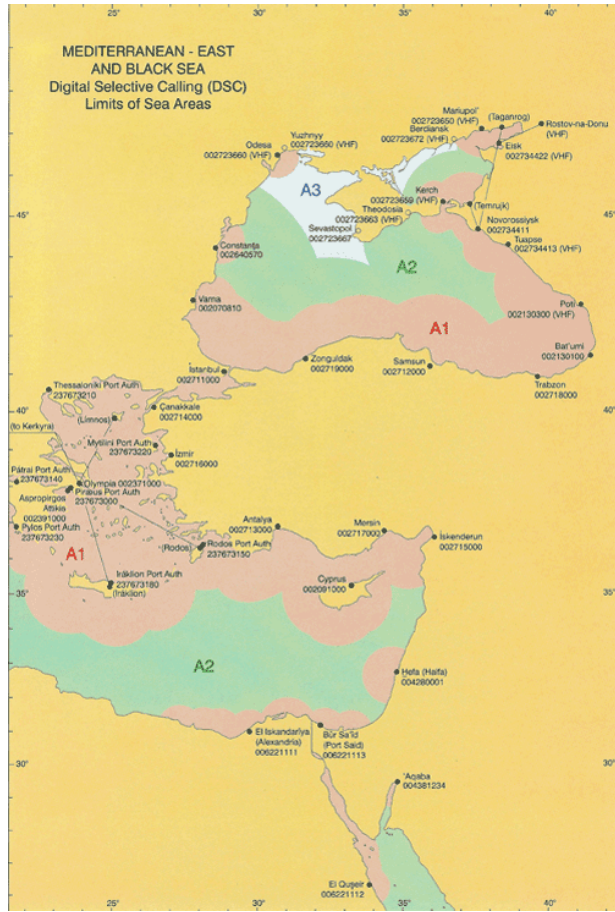 MEDITERRANEAN - EAST
AND BLACK SEA
Digital Selective Calling (DSC)
Limits of Sea Areas
Mariupol'
002723650 (VHF)
(Taganrog)
Rostov-na-Donu
(VHF)
Berdiansk
002723672 (VHF)
Eisk
002734422 (VHF)
Odesa
002723660 (VHF)
Yuzhnyy
002723660 (VHF)
A3
Kerch
002723659 (VHF)
(Temrujk)
Theodosia
002723663 (VHF)
Novorossiysk
002734411
45°
45°
Sevastopol
002723667
Tuapse
002734413 (VHF)
Constanţa
002640570
A2
Varna
002070810
Poti
002130300 (VHF)
A1
Bat'umi
002130100
İstanbul
002711000
Zonguldak
002719000
Samsun
002712000
Trabzon
002718000
Thessaloniki Port Auth
237673210
40°
40°
Çanakkale
002714000
(Limnos)
(to Kerkyra)
Mytilini Port Auth
237673220
İzmir
002716000
Pátrai Port Auth
237673140
Olympia 002371000
Piraeus Port Auth
237673000
Aspropirgos
Attikis
002391000
Pylos Port Auth
237673230
Antalya
002713000
Mersin
002717000
İskenderun
002715000
A1
(Rodos)
Rodos Port Auth
237673150
Iráklion Port Auth
237673180
(Iráklion)
Cyprus
002091000
35°
35°
A2
Hefa (Haifa)
004280001
El Iskandarîya
(Alexandria)
006221111
Bûr Sa'îd
(Port Said)
006221113
30°
30°
'Aqaba
004381234
El Quşeir
006221112
25°
30°
35°
40°